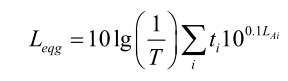 L_{eqg} = 10 lg(1/T) ∑_i t_i 10^{0.1L_{Ai}}